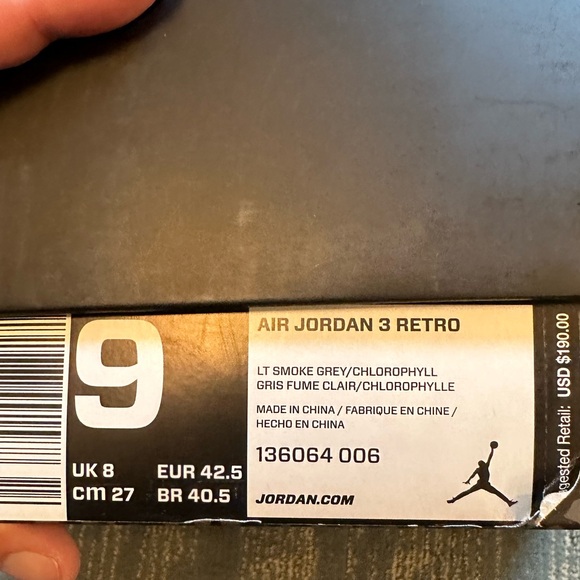 9
UK 8 EUR 42.5
cm 27 BR 40.5
AIR JORDAN 3 RETRO
LT SMOKE GREY/CHLOROPHYLL
GRIS FUME CLAIR/CHLOROPHYLLE
MADE IN CHINA / FABRIQUE EN CHINE /
HECHO EN CHINA
136064 006
JORDAN.COM
gested Retail: USD $190.00